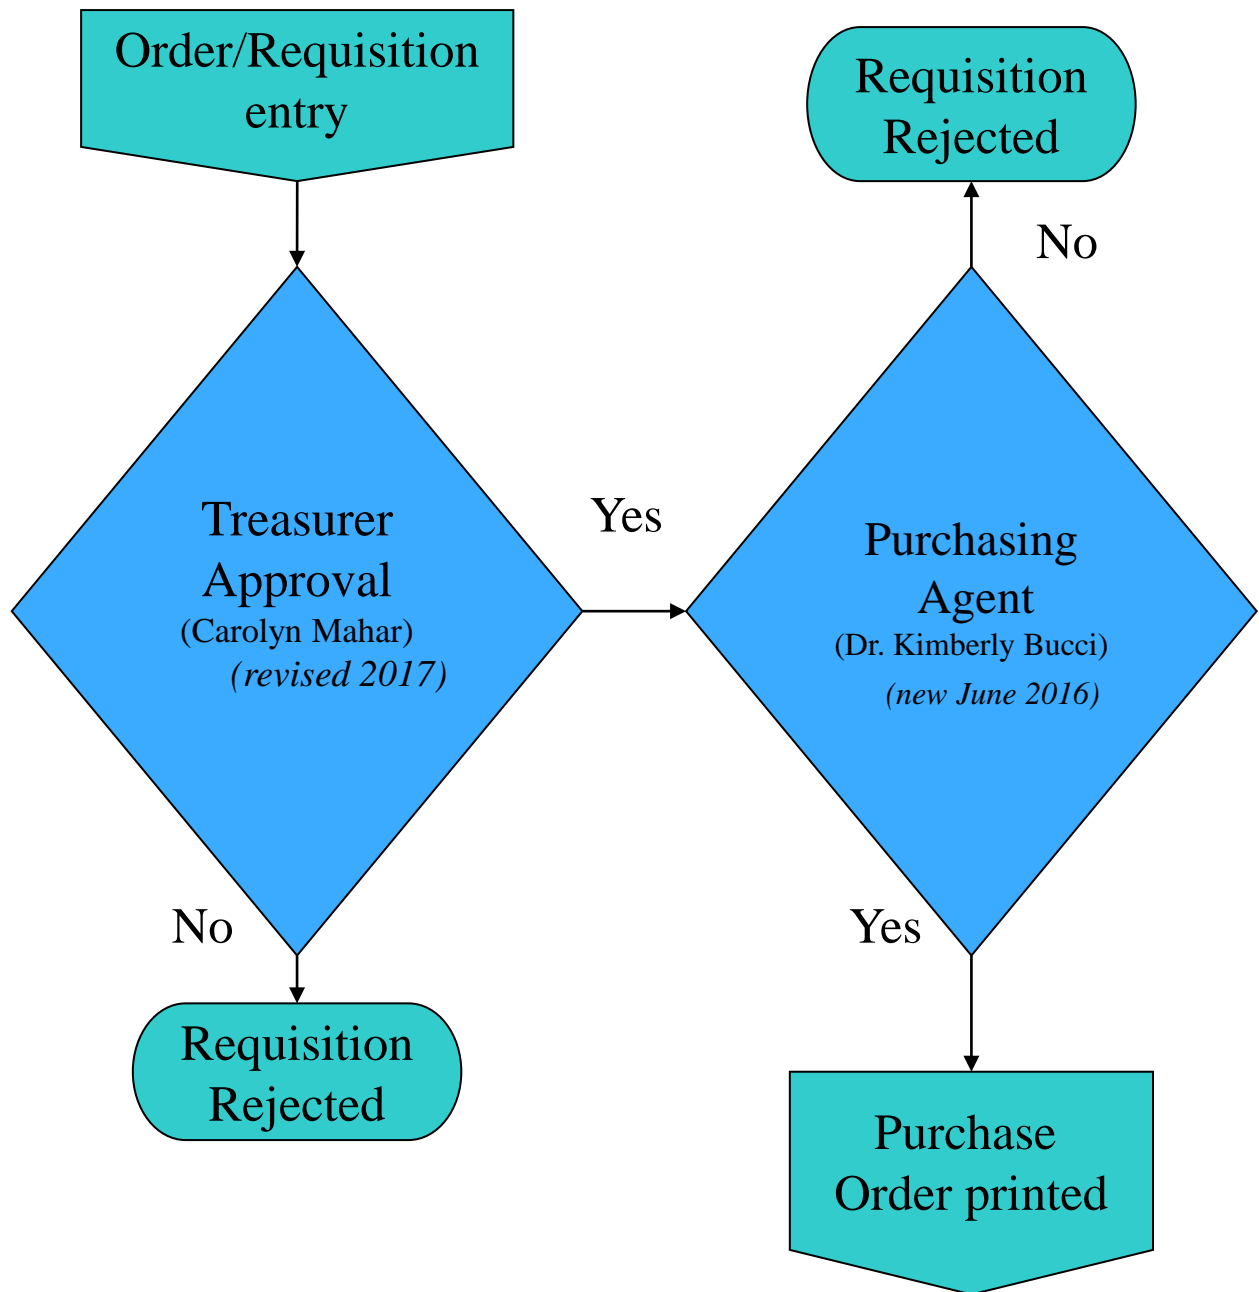 Order/Requisition
entry
Treasurer
Approval
(Carolyn Mahar)
(revised 2017)
No
Requisition
Rejected
Yes
Requisition
Rejected
No
Purchasing
Agent
(Dr. Kimberly Bucci)
(new June 2016)
Yes
Purchase
Order printed